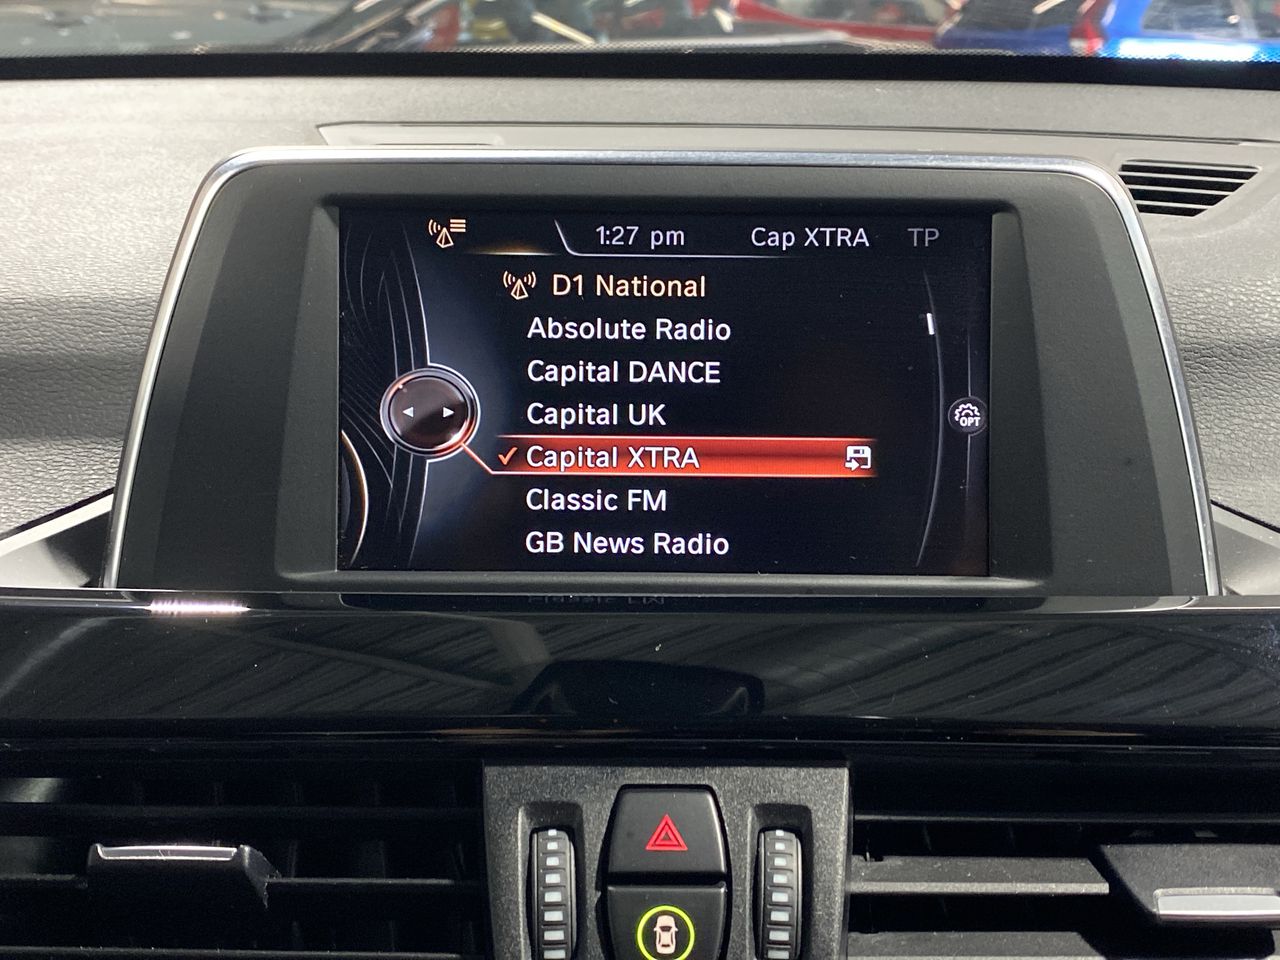 1:27 pm Cap XTRA TP
D1 National
Absolute Radio
Capital DANCE
Capital UK
Capital XTRA
OPT
Classic FM
GB News Radio